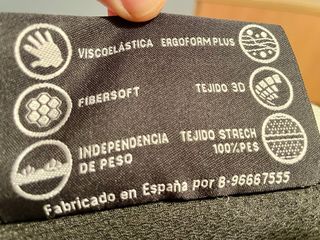 VISCOELÁSTICA ERGOFORM PLUS
FIBERSOFT
TEJIDO 3D
INDEPENDENCIA
DE PESO
TEJIDO STRECH
100%PES
Fabricado en España por B-96667555